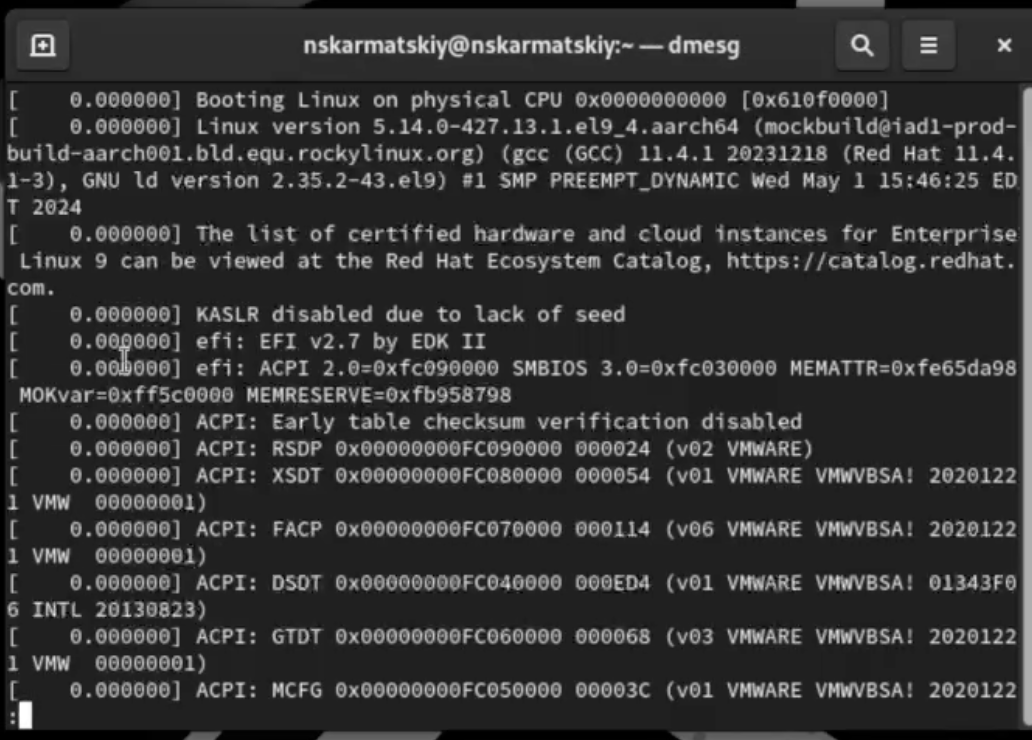 nskarmatskiy@nskarmatskiy:~ — dmesg
[    0.000000] Booting Linux on physical CPU 0x0000000000 [0x610f0000]
[    0.000000] Linux version 5.14.0-427.13.1.el9_4.aarch64 (mockbuild@iad1-prod-
build-aarch001.bld.equ.rockylinux.org) (gcc (GCC) 11.4.1 20231218 (Red Hat 11.4.
1-3), GNU ld version 2.35.2-43.el9) #1 SMP PREEMPT_DYNAMIC Wed May 1 15:46:25 ED
T 2024
[    0.000000] The list of certified hardware and cloud instances for Enterprise
 Linux 9 can be viewed at the Red Hat Ecosystem Catalog, https://catalog.redhat.
com.
[    0.000000] KASLR disabled due to lack of seed
[    0.000000] efi: EFI v2.7 by EDK II
[    0.000000] efi: ACPI 2.0=0xfc090000 SMBIOS 3.0=0xfc030000 MEMATTR=0xfe65da98
 MOKvar=0xff5c0000 MEMRESERVE=0xfb958798
[    0.000000] ACPI: Early table checksum verification disabled
[    0.000000] ACPI: RSDP 0x00000000FC090000 000024 (v02 VMWARE)
[    0.000000] ACPI: XSDT 0x00000000FC080000 000054 (v01 VMWARE VMWVBSA! 2020122
1 VMW  00000001)
[    0.000000] ACPI: FACP 0x00000000FC070000 000114 (v06 VMWARE VMWVBSA! 2020122
1 VMW  00000001)
[    0.000000] ACPI: DSDT 0x00000000FC040000 000ED4 (v01 VMWARE VMWVBSA! 01343F0
6 INTL 20130823)
[    0.000000] ACPI: GTDT 0x00000000FC060000 000068 (v03 VMWARE VMWVBSA! 2020122
1 VMW  00000001)
[    0.000000] ACPI: MCFG 0x00000000FC050000 00003C (v01 VMWARE VMWVBSA! 2020122
: